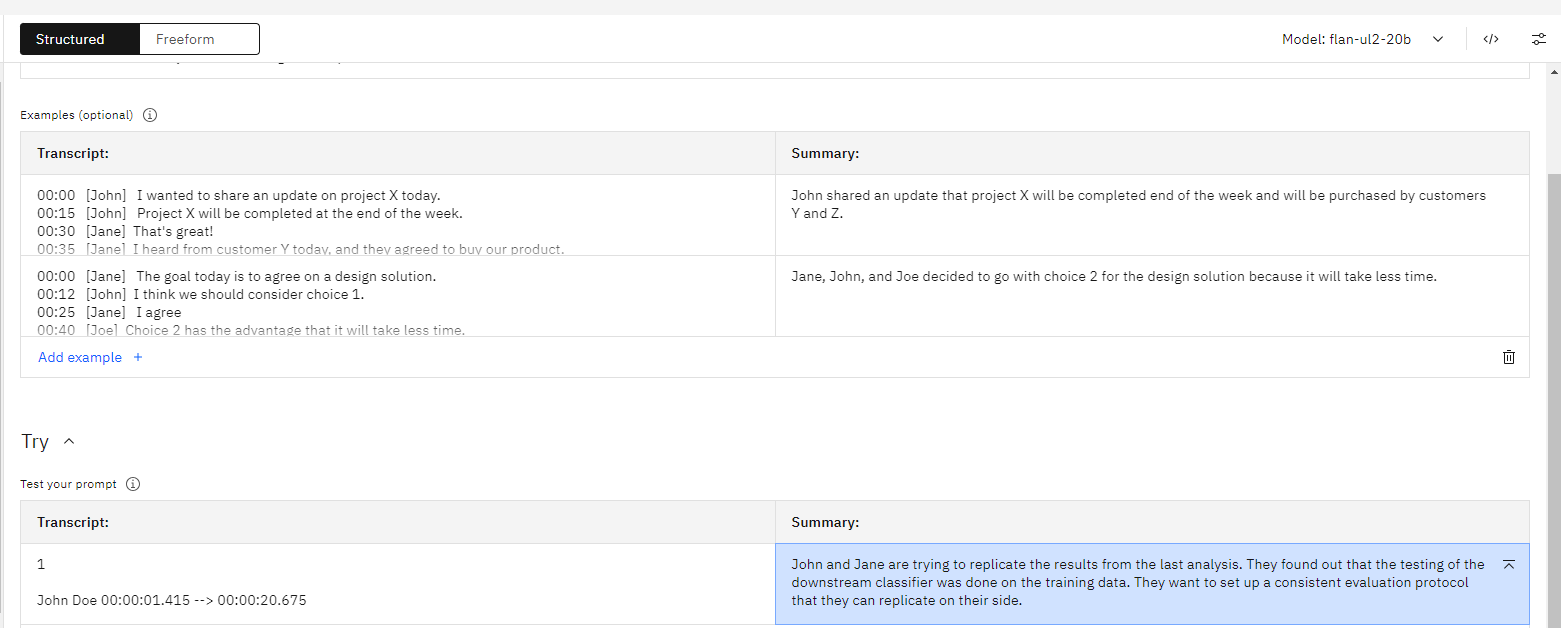 Structured Freeform Model: flan-ul2-20b </>
Examples (optional)
Transcript: Summary:
00:00 [John] I wanted to share an update on project X today.
00:15 [John] Project X will be completed at the end of the week.
00:30 [Jane] That's great!
00:35 [Jane] I heard from customer Y today, and they agreed to buy our product.
John shared an update that project X will be completed end of the week and will be purchased by customers
Y and Z.
00:00 [Jane] The goal today is to agree on a design solution.
00:12 [John] I think we should consider choice 1.
00:25 [Jane] I agree
00:40 [Joe] Choice 2 has the advantage that it will take less time.
Jane, John, and Joe decided to go with choice 2 for the design solution because it will take less time.
Add example +
Try
Test your prompt
Transcript: Summary:
1
John Doe 00:00:01.415 --> 00:00:20.675
John and Jane are trying to replicate the results from the last analysis. They found out that the testing of the
downstream classifier was done on the training data. They want to set up a consistent evaluation protocol
that they can replicate on their side.